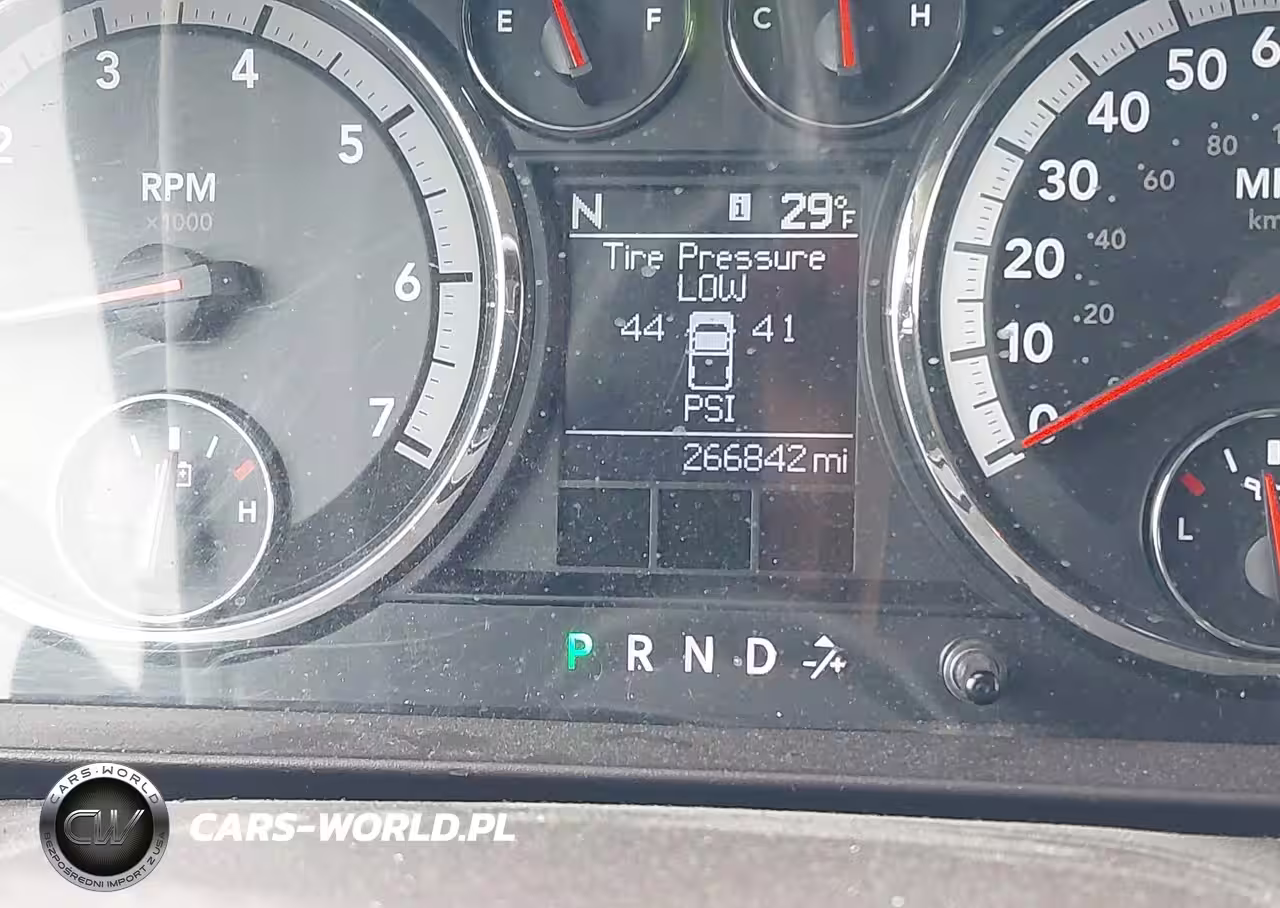 E F
C H
2 3 4 5 6 7
RPM
×1000
H
N i 29°F
Tire Pressure
LOW
44 41
PSI
266842 mi
P R N D -/+
0 10 20 30 40 50
20 40 60 80
L
CARS-WORLD
CW
BEZPOŚREDNI IMPORT Z USA
CARS-WORLD.PL